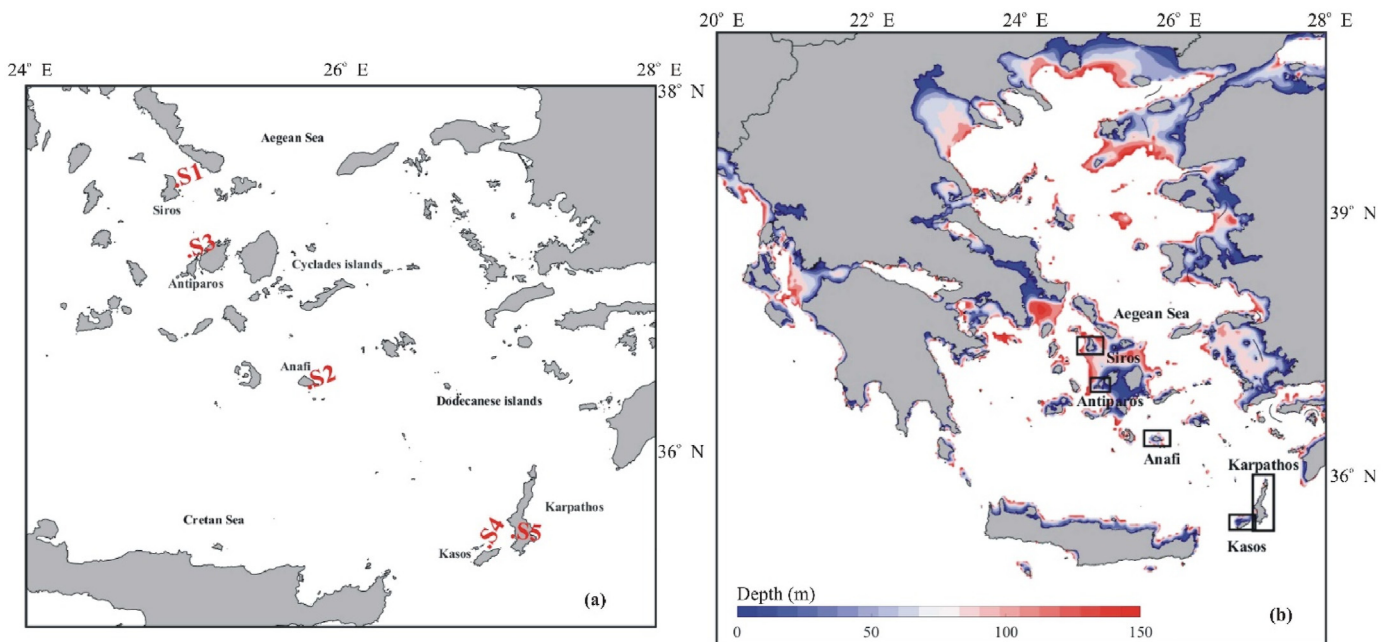 24° E
26° E
28° E
38° N
Aegean Sea
S1
Siros
S3
Antiparos
Cyclades islands
Anafi
S2
Dodecanese islands
36° N
Karpathos
Cretan Sea
S4
S5
Kasos
(a)
20° E
22° E
24° E
26° E
28° E
39° N
Aegean Sea
Siros
Antiparos
Anafi
Karpathos
36° N
Kasos
Depth (m)
0
50
100
150
(b)